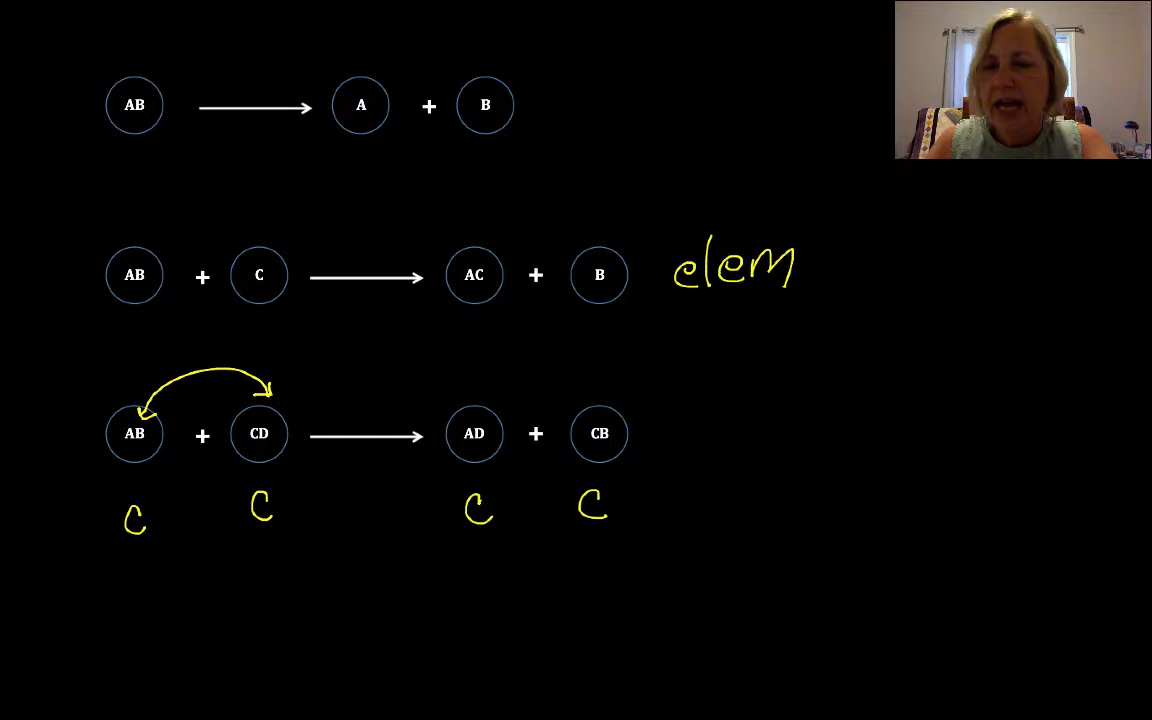 AB A + B
AB + C AC + B elem
AB + CD AD + CB
C C C C